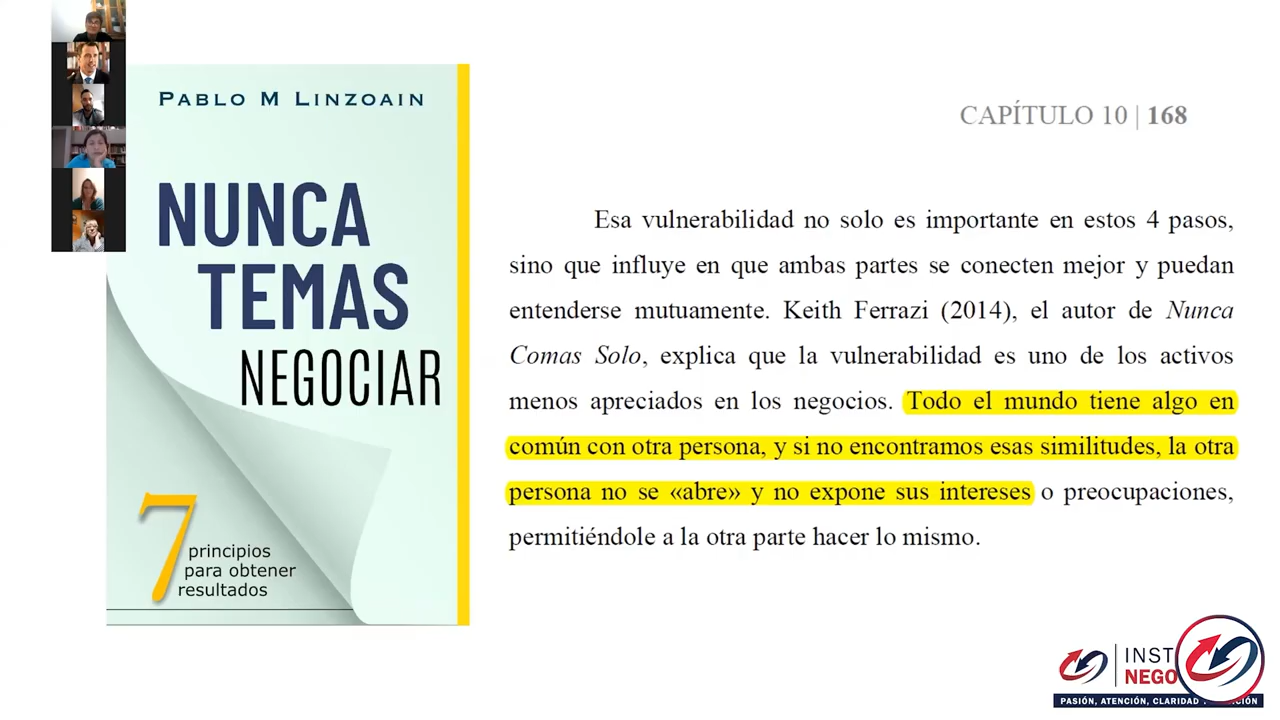 PABLO M LINZOAIN
NUNCA
TEMAS
NEGOCIAR
7
principios
para obtener
resultados
CAPÍTULO 10 | 168
Esa vulnerabilidad no solo es importante en estos 4 pasos,
sino que influye en que ambas partes se conecten mejor y puedan
entenderse mutuamente. Keith Ferrazi (2014), el autor de Nunca
Comas Solo, explica que la vulnerabilidad es uno de los activos
menos apreciados en los negocios. Todo el mundo tiene algo en
común con otra persona, y si no encontramos esas similitudes, la otra
persona no se «abre» y no expone sus intereses o preocupaciones,
permitiéndole a la otra parte hacer lo mismo.
INST
NEGO
PASIÓN, ATENCIÓN, CLARIDAD